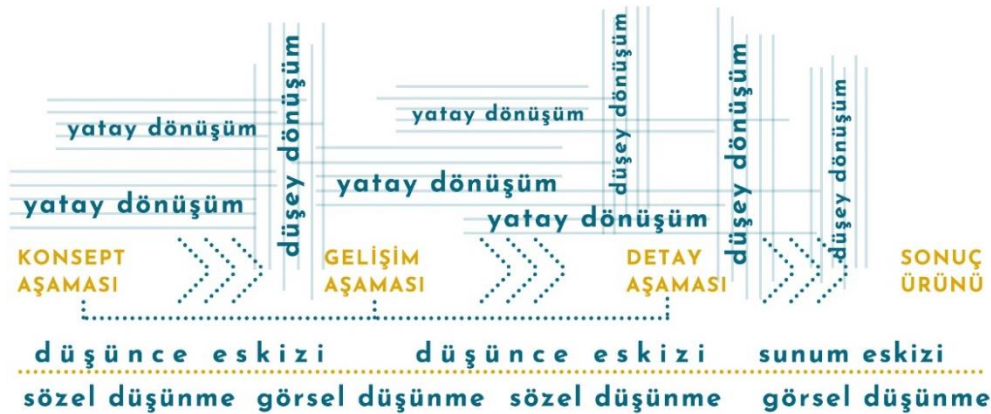 yatay dönüşüm
yatay dönüşüm
düşey dönüşüm
yatay dönüşüm
yatay dönüşüm
yatay dönüşüm
düşey dönüşüm
düşey dönüşüm
düşey dönüşüm
KONSEPT
AŞAMASI
GELİŞİM
AŞAMASI
DETAY
AŞAMASI
SONUÇ
ÜRÜNÜ
düşünce eskizi düşünce eskizi sunum eskizi
sözel düşünme görsel düşünme sözel düşünme görsel düşünme